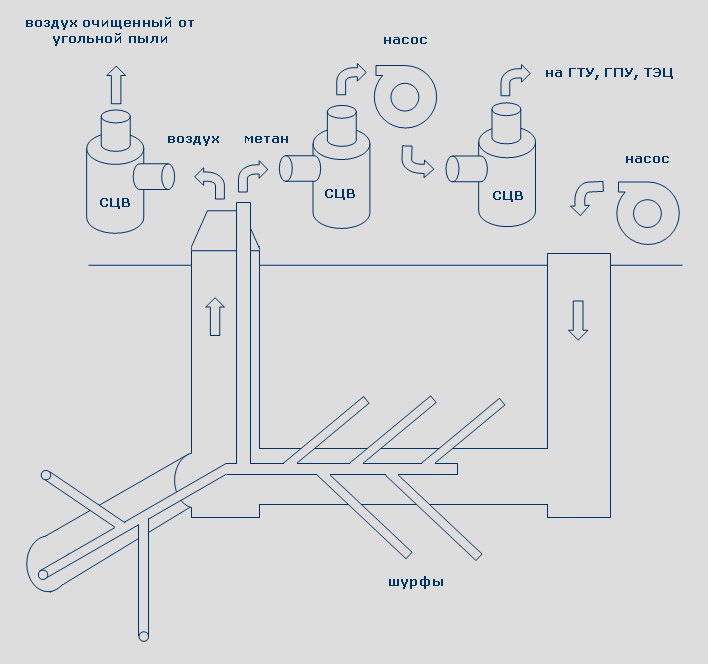 воздух очищенный от
угольной пыли
насос
на ГТУ, ГПУ, ТЭЦ
воздух
метан
насос
СЦВ
СЦВ
СЦВ
шурфы